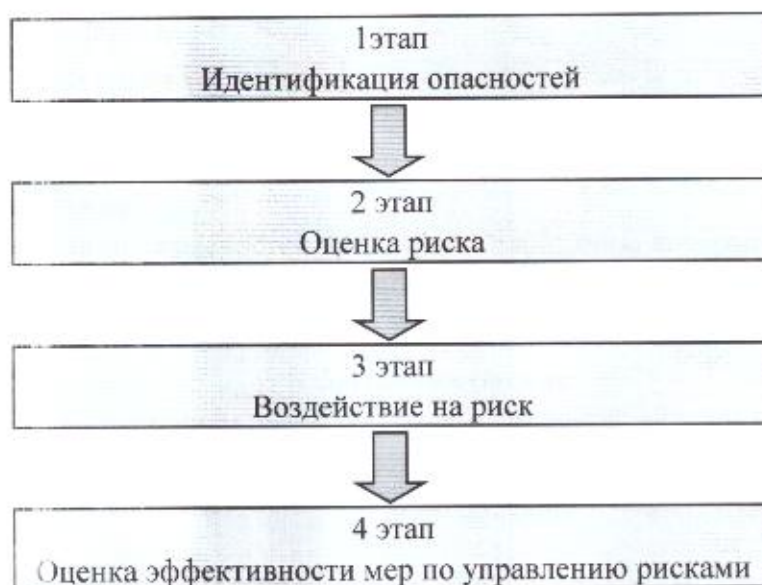 1этап
Идентификация опасностей
2 этап
Оценка риска
3 этап
Воздействие на риск
4 этап
Оценка эффективности мер по управлению рисками